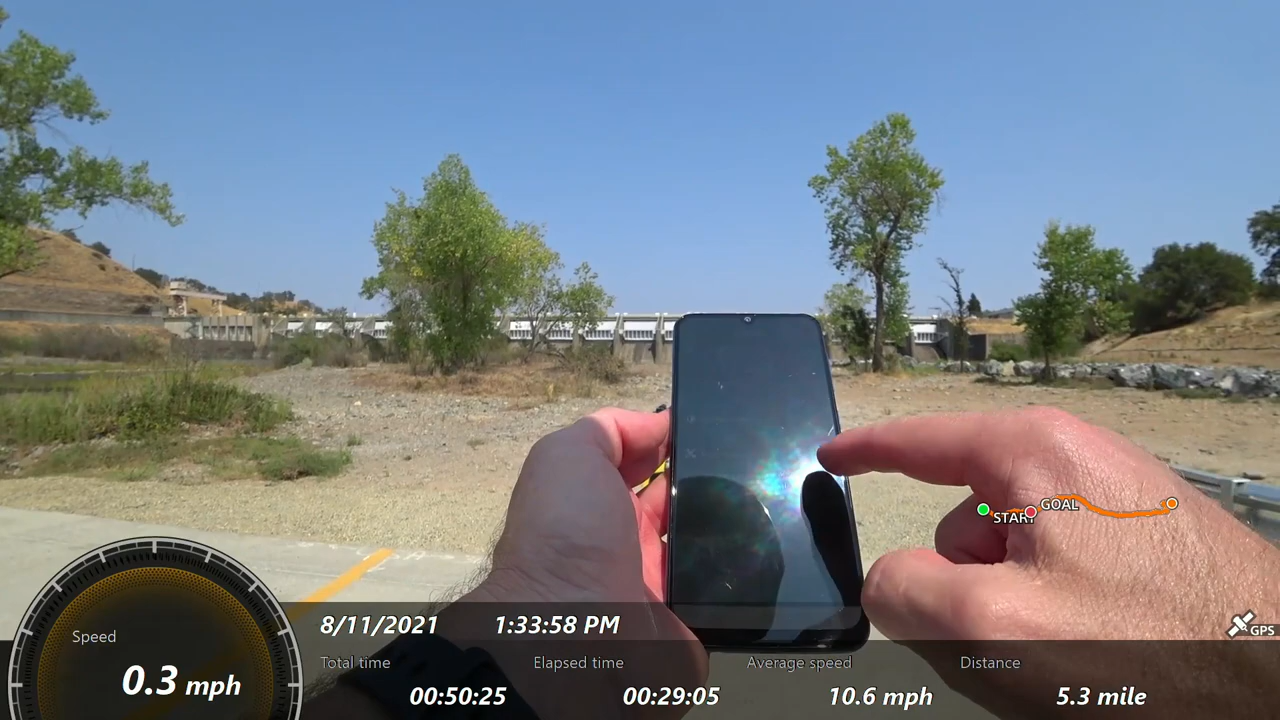 START
GOAL
GPS
8/11/2021 1:33:58 PM
Speed
0.3 mph
Total time Elapsed time Average speed Distance
00:50:25 00:29:05 10.6 mph 5.3 mile